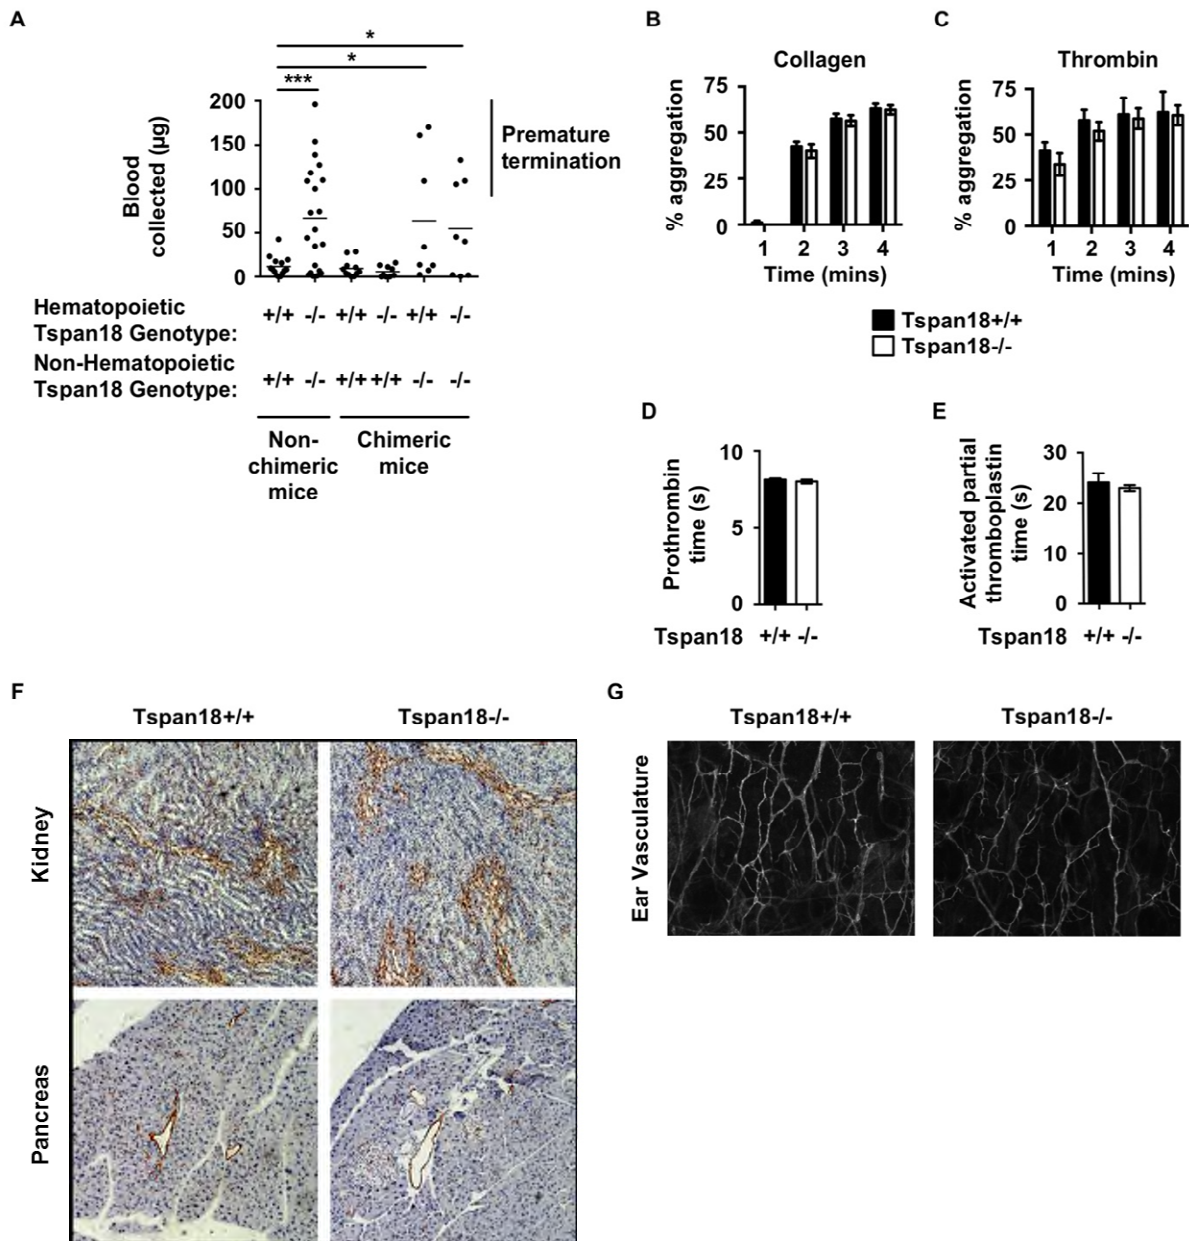 A
*
*
***
200
150
100
50
0
Blood
collected (µg)
Premature
termination
Hematopoietic
Tspan18 Genotype:
+/+ -/- +/+ -/- +/+ -/-
Non-Hematopoietic
Tspan18 Genotype:
+/+ -/- +/+ +/+ -/- -/-
Non-
chimeric
mice
Chimeric
mice
B
Collagen
% aggregation
75
50
25
0
1 2 3 4
Time (mins)
C
Thrombin
% aggregation
75
50
25
0
1 2 3 4
Time (mins)
Tspan18+/+
Tspan18-/-
D
Prothrombin
time (s)
10
5
0
Tspan18 +/+ -/-
E
Activated partial
thromboplastin
time (s)
30
20
10
0
Tspan18 +/+ -/-
F
Tspan18+/+ Tspan18-/-
Kidney
Pancreas
G
Tspan18+/+ Tspan18-/-
Ear Vasculature